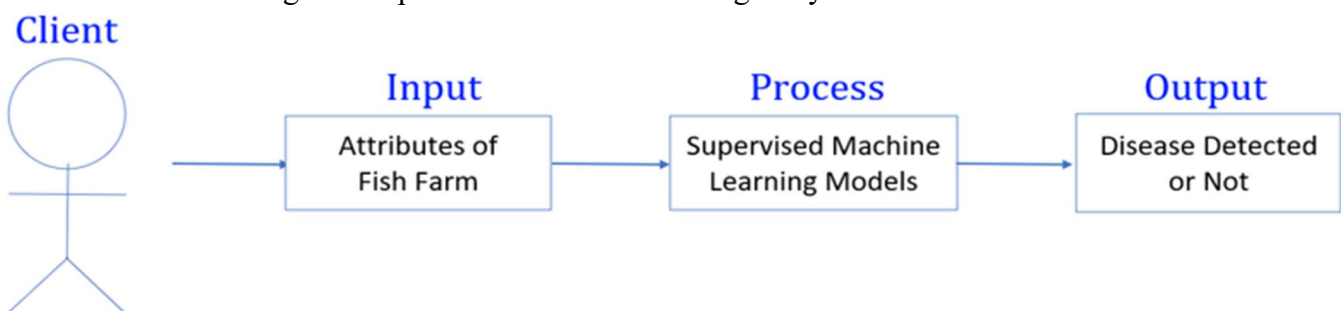 Client
Input
Process
Output
Attributes of
Fish Farm
Supervised Machine
Learning Models
Disease Detected
or Not